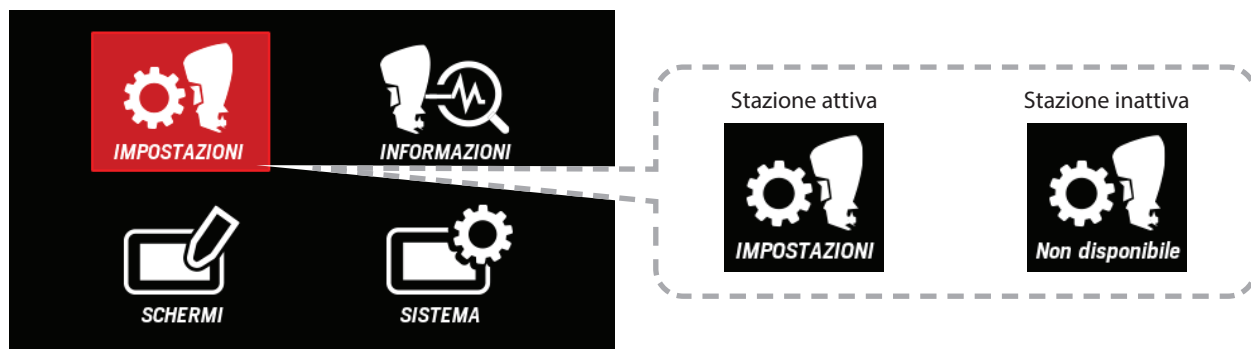 IMPOSTAZIONI
INFORMAZIONI
SCHERMI
SISTEMA
Stazione attiva
Stazione inattiva
IMPOSTAZIONI
Non disponibile